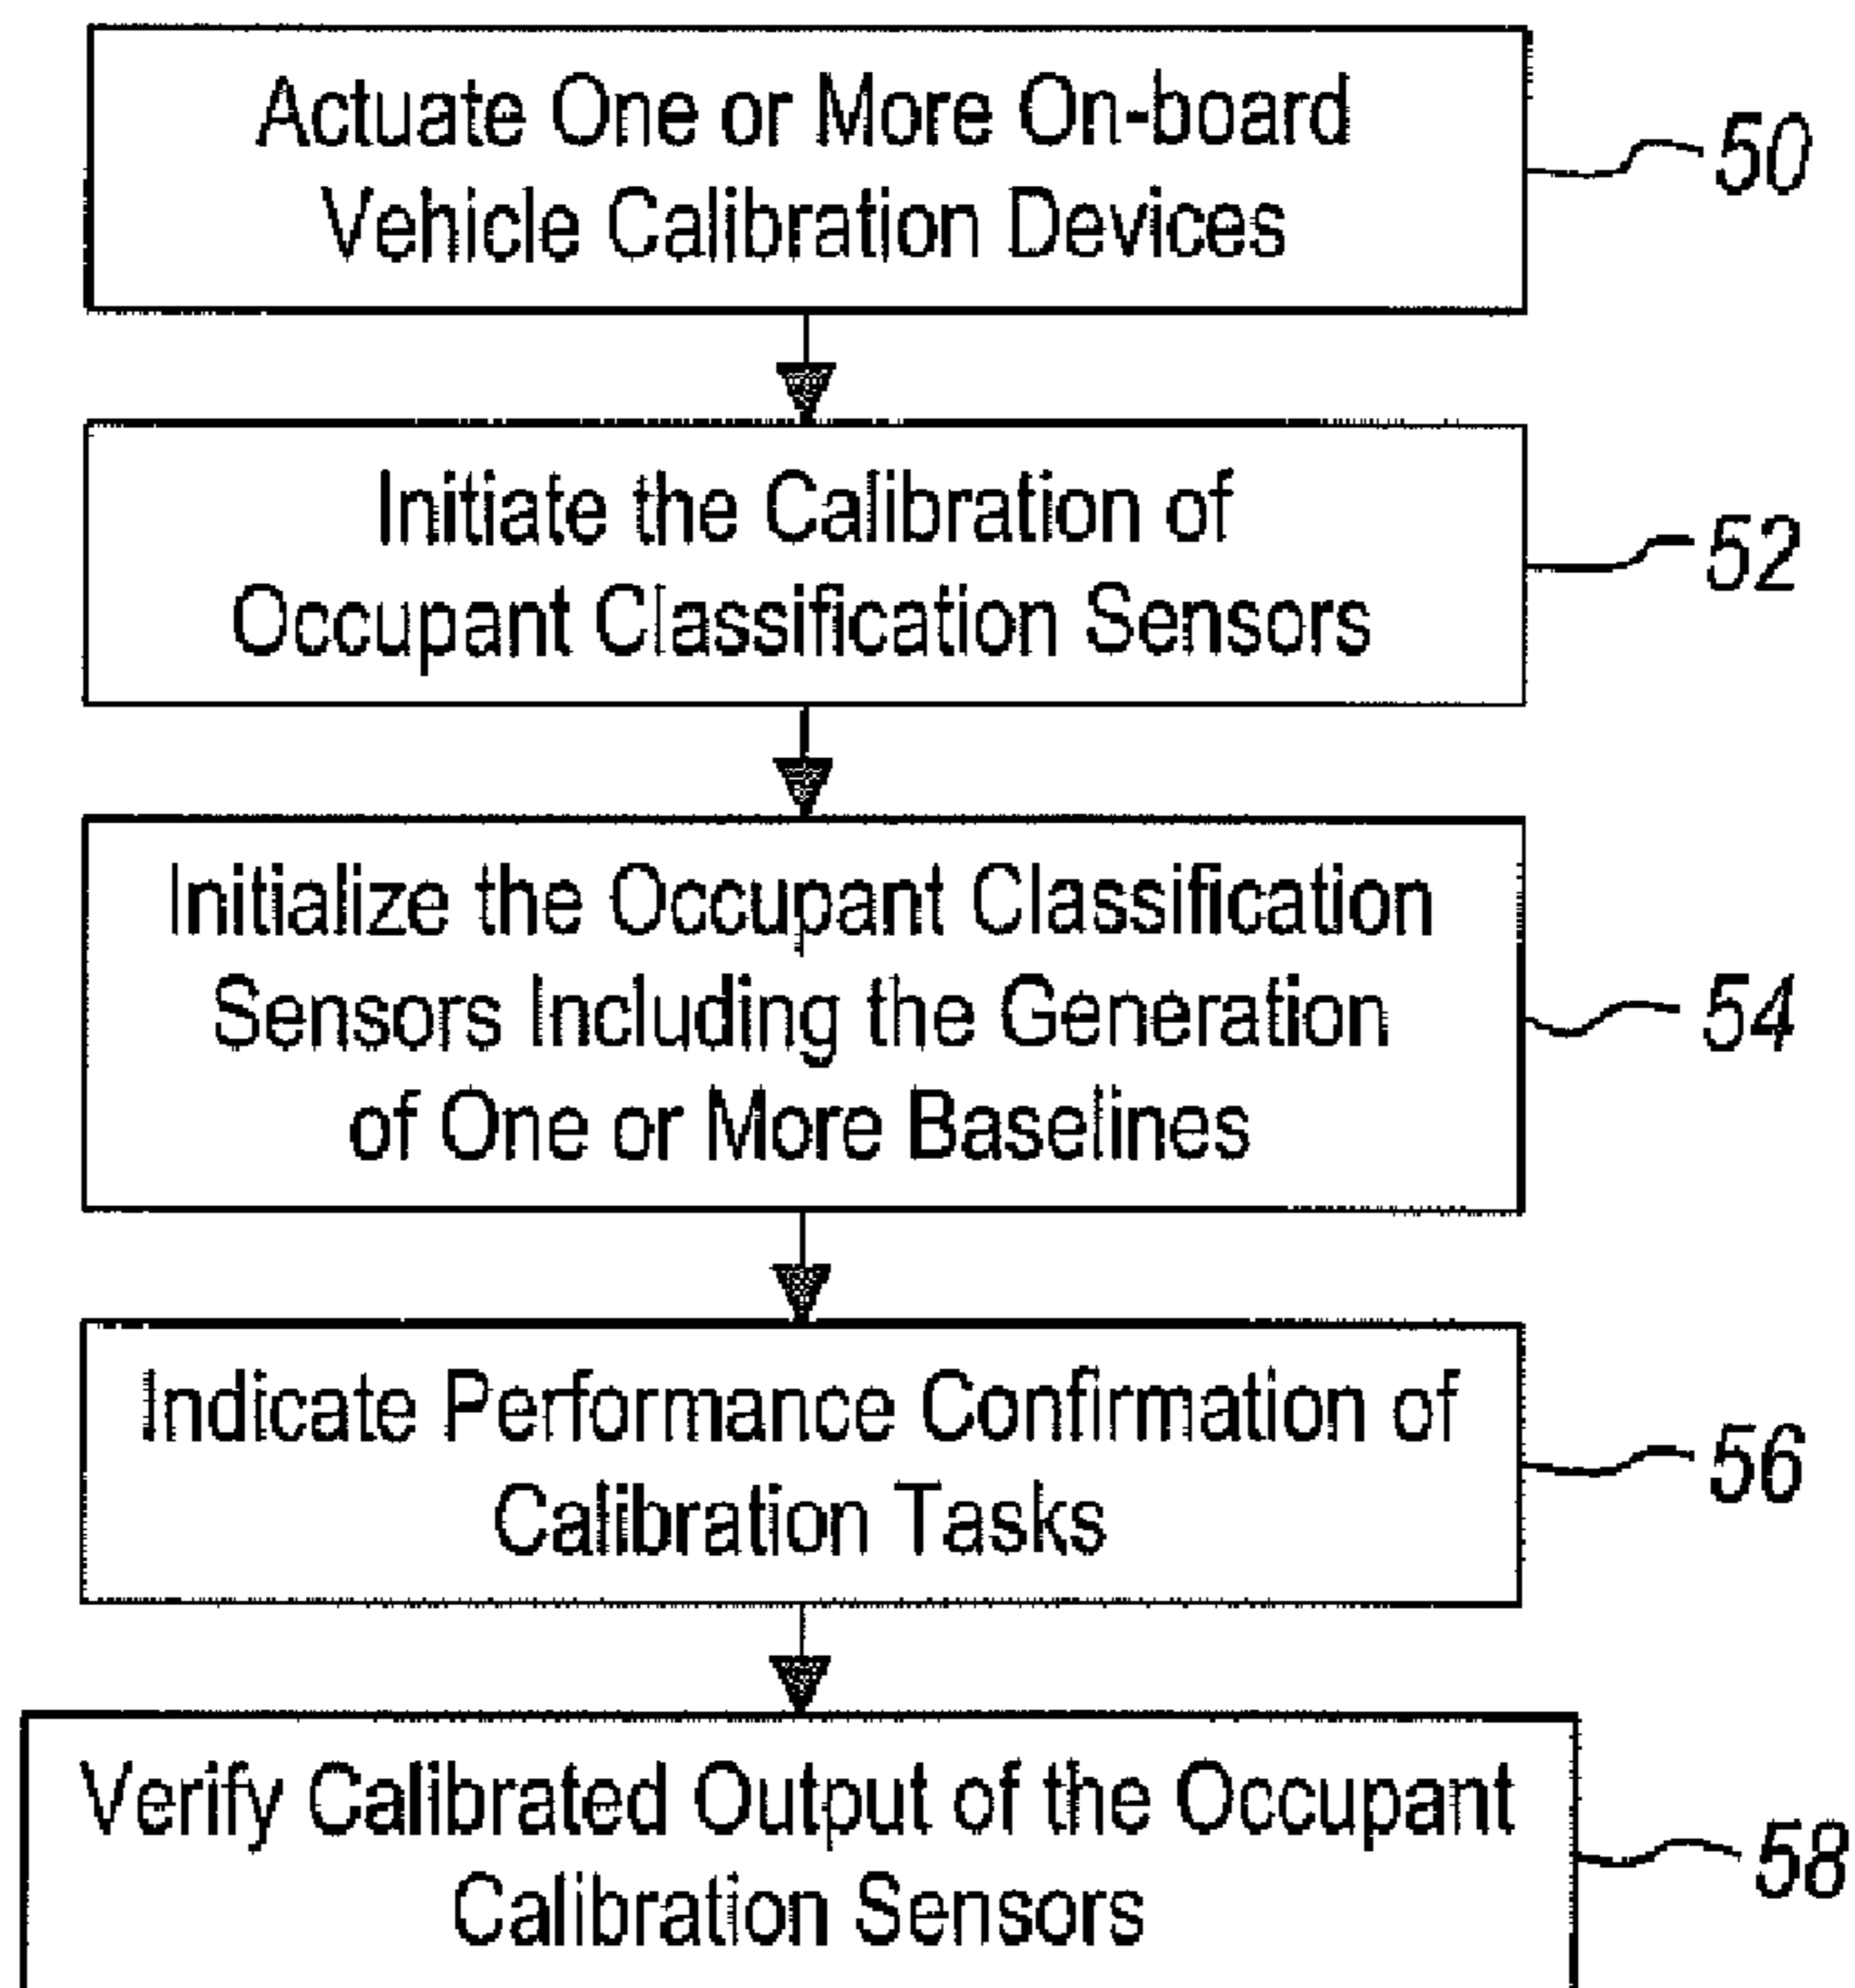 Actuate One or More On-board
Vehicle Calibration Devices
50
Initiate the Calibration of
Occupant Classification Sensors
52
Initialize the Occupant Classification
Sensors Including the Generation
of One or More Baselines
54
Indicate Performance Confirmation of
Calibration Tasks
56
Verify Calibrated Output of the Occupant
Calibration Sensors
58